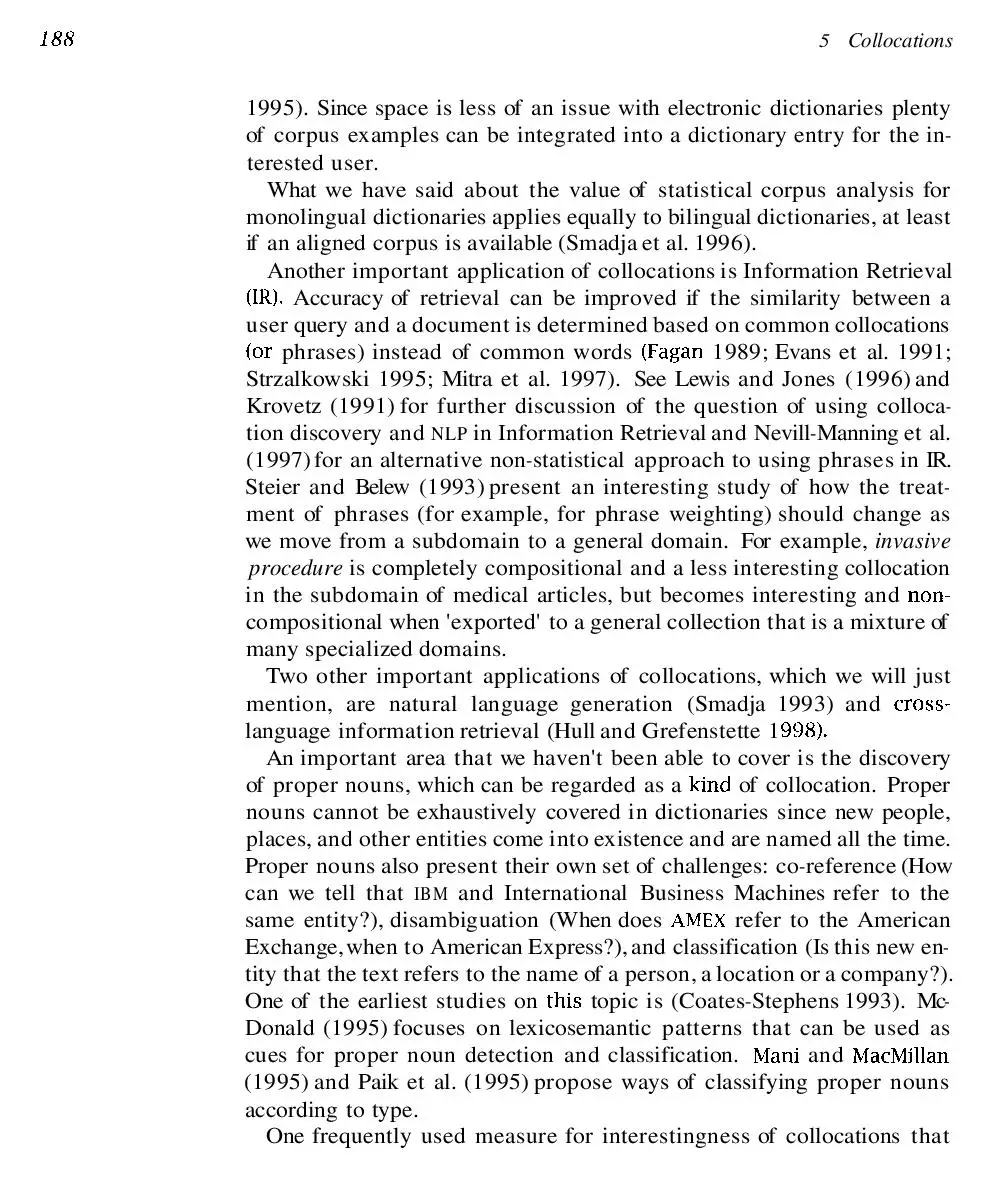 188
5 Collocations
1995). Since space is less of an issue with electronic dictionaries plenty
of corpus examples can be integrated into a dictionary entry for the in-
terested user.
What we have said about the value of statistical corpus analysis for
monolingual dictionaries applies equally to bilingual dictionaries, at least
if an aligned corpus is available (Smadja et al. 1996).
Another important application of collocations is Information Retrieval
(IR). Accuracy of retrieval can be improved if the similarity between a
user query and a document is determined based on common collocations
(or phrases) instead of common words (Fagan 1989; Evans et al. 1991;
Strzalkowski 1995; Mitra et al. 1997). See Lewis and Jones (1996) and
Krovetz (1991) for further discussion of the question of using colloca-
tion discovery and NLP in Information Retrieval and Nevill-Manning et al.
(1997) for an alternative non-statistical approach to using phrases in IR.
Steier and Belew (1993) present an interesting study of how the treat-
ment of phrases (for example, for phrase weighting) should change as
we move from a subdomain to a general domain. For example, invasive
procedure is completely compositional and a less interesting collocation
in the subdomain of medical articles, but becomes interesting and non-
compositional when 'exported' to a general collection that is a mixture of
many specialized domains.
Two other important applications of collocations, which we will just
mention, are natural language generation (Smadja 1993) and cross-
language information retrieval (Hull and Grefenstette 1998).
An important area that we haven't been able to cover is the discovery
of proper nouns, which can be regarded as a kind of collocation. Proper
nouns cannot be exhaustively covered in dictionaries since new people,
places, and other entities come into existence and are named all the time.
Proper nouns also present their own set of challenges: co-reference (How
can we tell that IBM and International Business Machines refer to the
same entity?), disambiguation (When does AMEX refer to the American
Exchange, when to American Express?), and classification (Is this new en-
tity that the text refers to the name of a person, a location or a company?).
One of the earliest studies on this topic is (Coates-Stephens 1993). Mc-
Donald (1995) focuses on lexicosemantic patterns that can be used as
cues for proper noun detection and classification. Mani and MacMillan
(1995) and Paik et al. (1995) propose ways of classifying proper nouns
according to type.
One frequently used measure for interestingness of collocations that